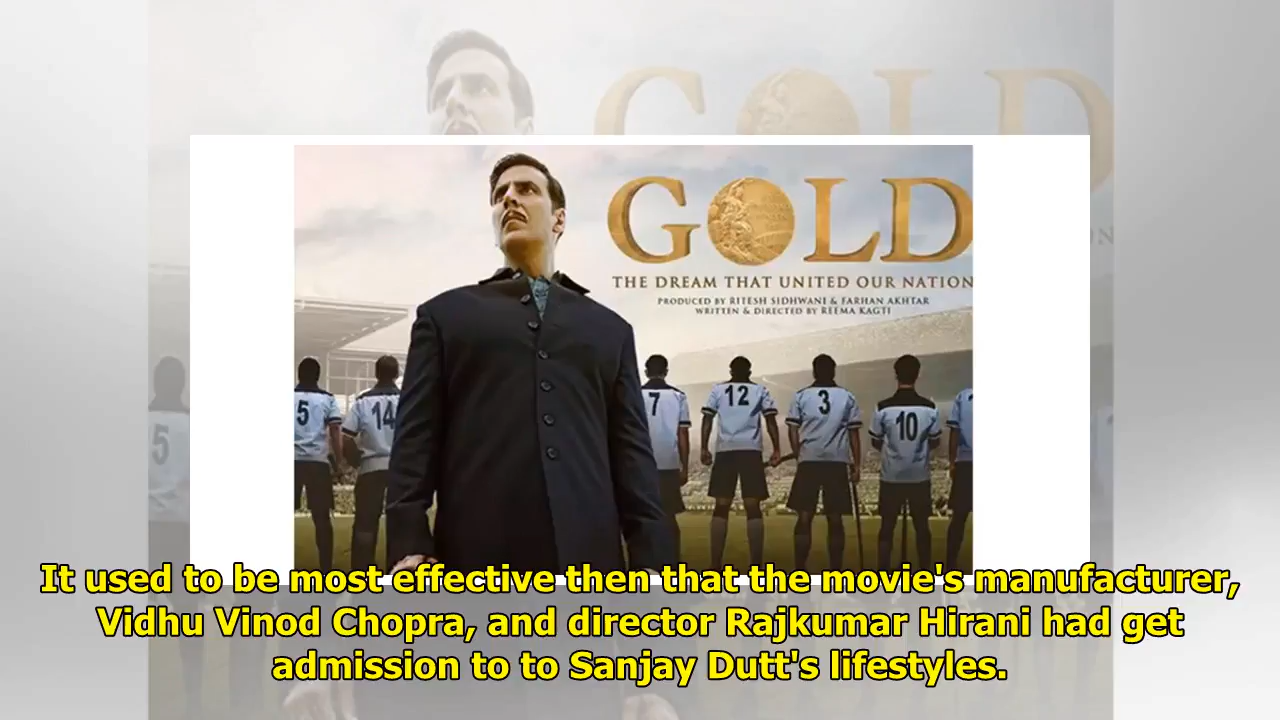 GOLD
THE DREAM THAT UNITED OUR NATION
PRODUCED BY RITESH SIDHWANI & FARHAN AKHTAR
WRITTEN & DIRECTED BY REEMA KAGTI
5 14 7 12 3 10
It used to be most effective then that the movie's manufacturer,
Vidhu Vinod Chopra, and director Rajkumar Hirani had get
admission to to Sanjay Dutt's lifestyles.